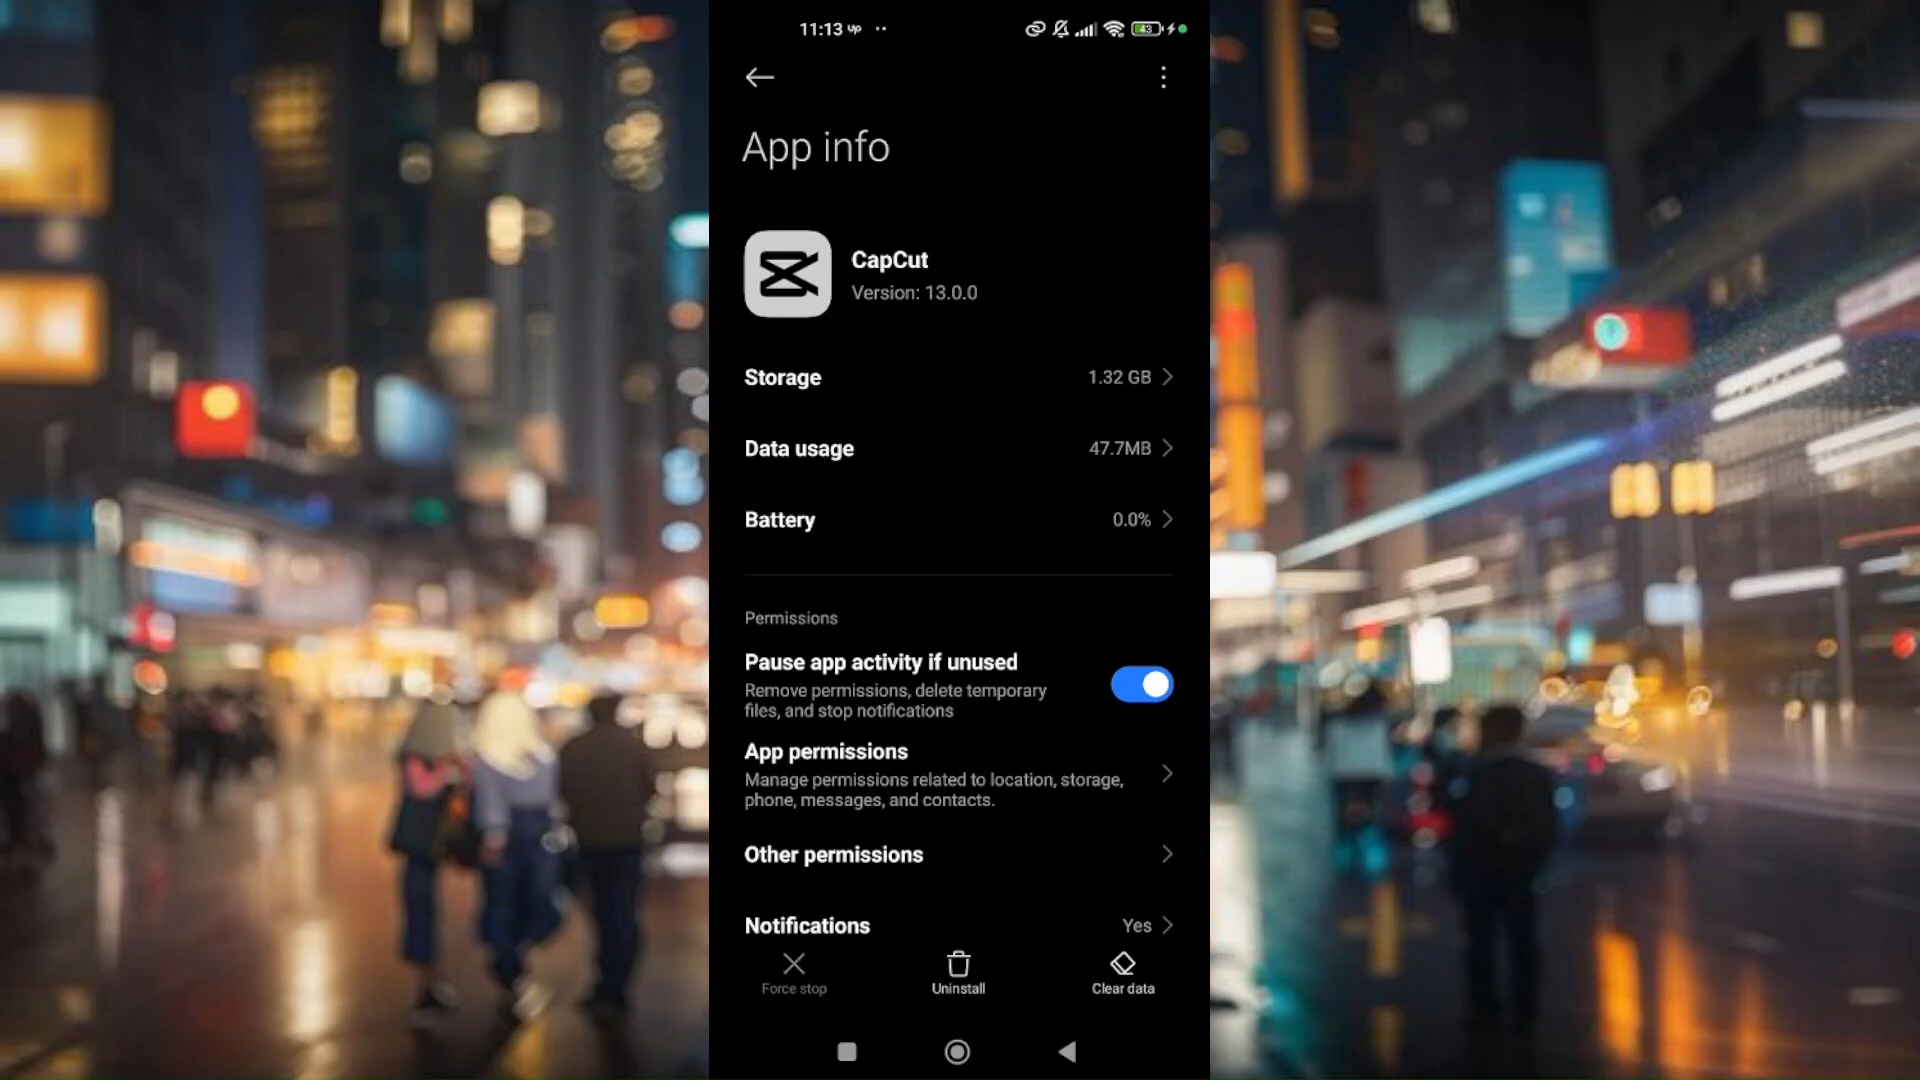 11:13
43
App info
CapCut
Version: 13.0.0
Storage 1.32 GB
Data usage 47.7MB
Battery 0.0%
Permissions
Pause app activity if unused
Remove permissions, delete temporary
files, and stop notifications
App permissions
Manage permissions related to location, storage,
phone, messages, and contacts.
Other permissions
Notifications Yes
Force stop Uninstall Clear data